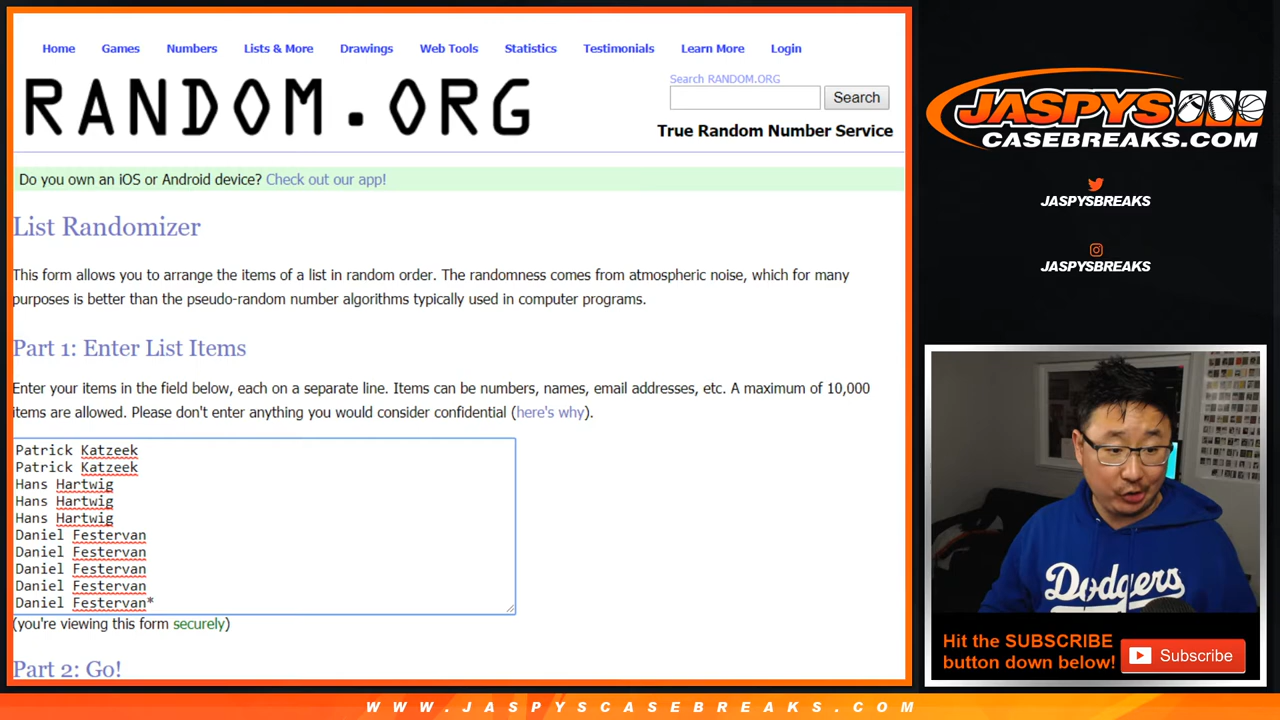 Home Games Numbers Lists & More Drawings Web Tools Statistics Testimonials Learn More Login
RANDOM.ORG
Search RANDOM.ORG
Search
True Random Number Service
Do you own an iOS or Android device? Check out our app!
List Randomizer
This form allows you to arrange the items of a list in random order. The randomness comes from atmospheric noise, which for many
purposes is better than the pseudo-random number algorithms typically used in computer programs.
Part 1: Enter List Items
Enter your items in the field below, each on a separate line. Items can be numbers, names, email addresses, etc. A maximum of 10,000
items are allowed. Please don't enter anything you would consider confidential (here's why).
Patrick Katzeek
Patrick Katzeek
Hans Hartwig
Hans Hartwig
Hans Hartwig
Daniel Festervan
Daniel Festervan
Daniel Festervan
Daniel Festervan
Daniel Festervan*
(you're viewing this form securely)
Part 2: Go!
JASPYS
CASEBREAKS.COM
JASPYSBREAKS
JASPYSBREAKS
Dodgers
Hit the SUBSCRIBE
button down below!
Subscribe
WWW.JASPYSCASEBREAKS.COM